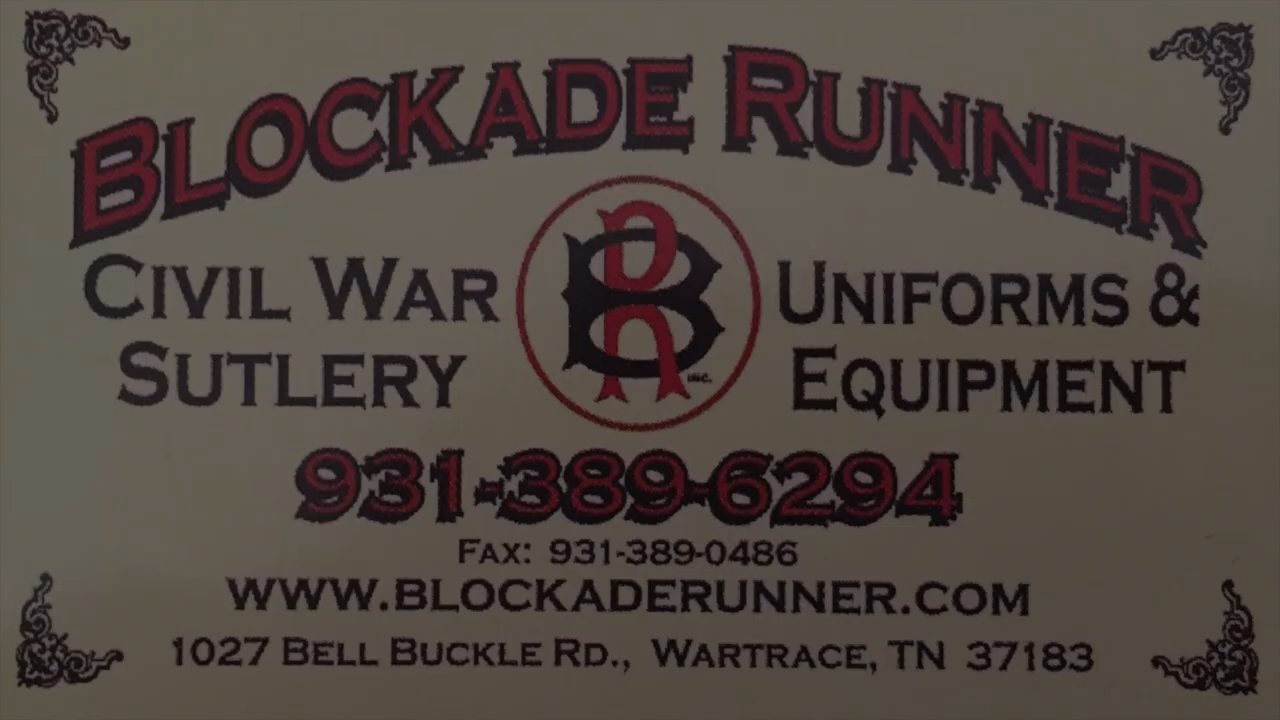 BLOCKADE RUNNER
CIVIL WAR
SUTLERY
BR
INC.
UNIFORMS &
EQUIPMENT
931-389-6294
FAX: 931-389-0486
WWW.BLOCKADERUNNER.COM
1027 BELL BUCKLE RD., WARTRACE, TN 37183